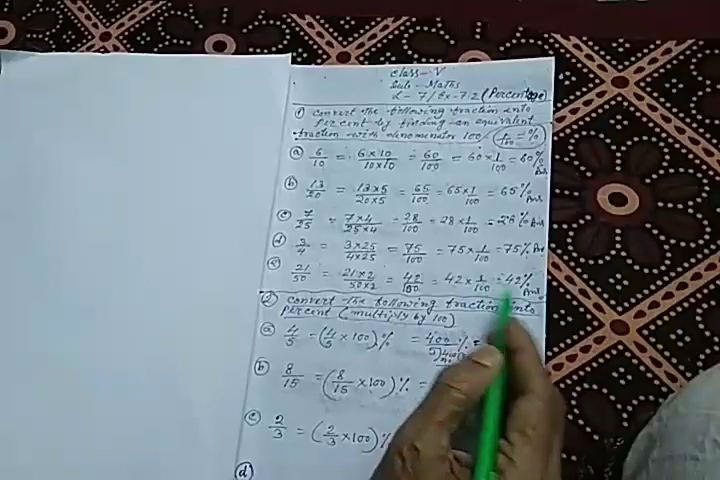 Class - V
Sub - Maths
L - 7 / Ex - 7.2 (Percentage)
(1) Convert the following fraction into
Percent by finding an equivalent
fraction with denominator 100. (1/100 = %)
(a) 6/10 = 6×10/10×10 = 60/100 = 60 × 1/100 = 60% Ans
(b) 13/20 = 13×5/20×5 = 65/100 = 65 × 1/100 = 65% Ans
(c) 7/25 = 7×4/25×4 = 28/100 = 28 × 1/100 = 28% Ans
(d) 3/4 = 3×25/4×25 = 75/100 = 75 × 1/100 = 75% Ans
21/50 = 21×2/50×2 = 42/100 = 42 × 1/100 = 42% Ans
(2) Convert the following fraction into
percent (multiply by 100)
(a) 4/5 = (4/5 × 100)% = 400/5 % =
(b) 8/15 = (8/15 × 100)% =
(c) 2/3 = (2/3 × 100)%
(d)